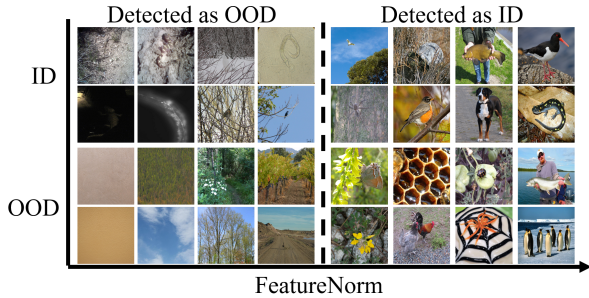 Detected as OOD
Detected as ID
ID
OOD
FeatureNorm